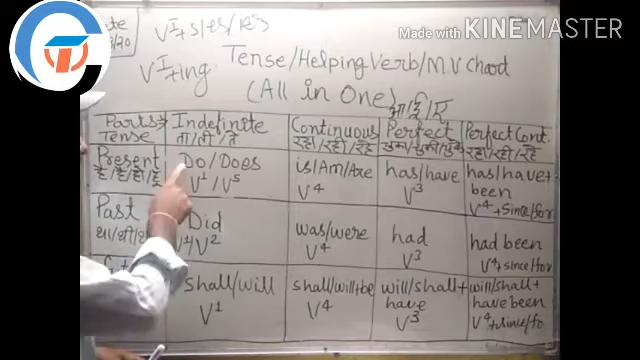 Made with KINEMASTER
V I + s/es/ies
V I + ing
Tense/Helping Verb/M.V Chart
(All in One)
Parts Tense
Indefinite
ता/ती/ते
Continuous
रहा/रही/रहे
Perfect
चुका/चुकी/चुके
Perfect Cont.
रहा/रही/रहे
Present
Do/Does
V¹/V⁵
is/Am/Are
V⁴
has/have
V³
has/have+
been
V⁴+since/for
Past
था/थी/
Did
V¹/V²
was/were
V⁴
had
V³
had been
V⁴+since/for
shall/will
V¹
shall/will+be
V⁴
will/shall+
have
V³
will/shall+
have been
V⁴+since/fo